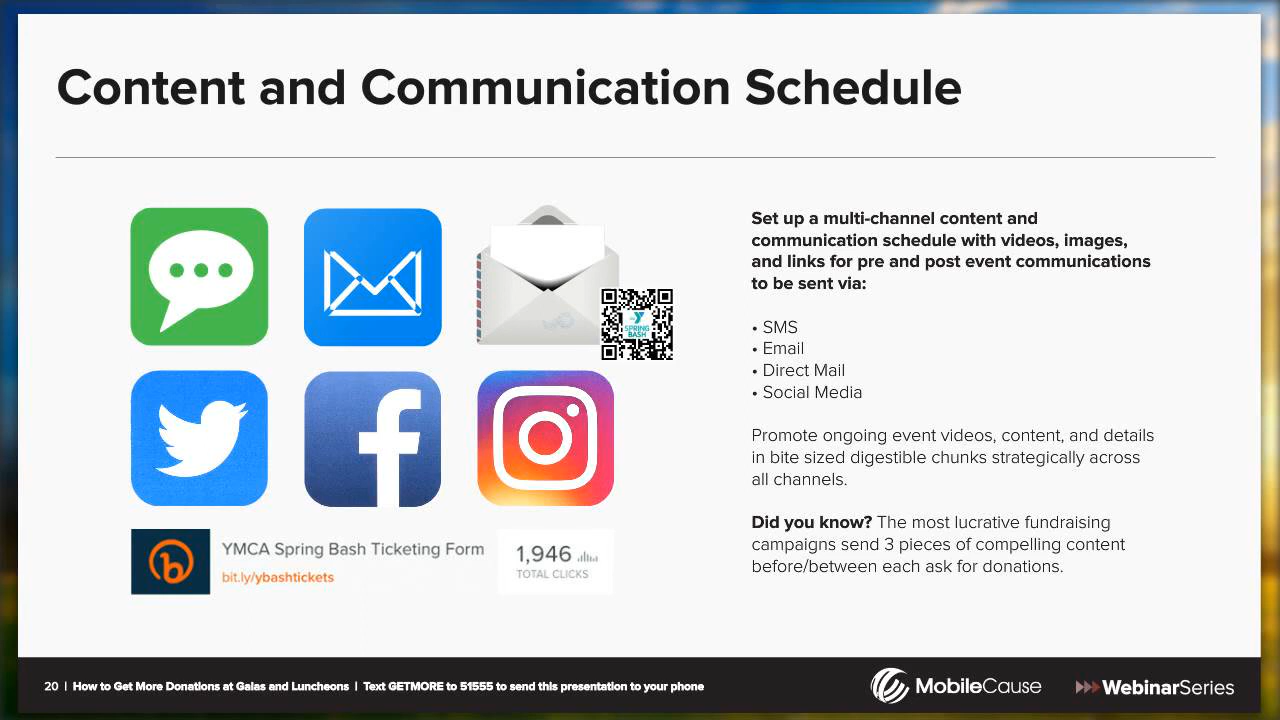 Content and Communication Schedule
Set up a multi-channel content and
communication schedule with videos, images,
and links for pre and post event communications
to be sent via:
• SMS
• Email
• Direct Mail
• Social Media
Promote ongoing event videos, content, and details
in bite sized digestible chunks strategically across
all channels.
Did you know? The most lucrative fundraising
campaigns send 3 pieces of compelling content
before/between each ask for donations.
SPRING
BASH
YMCA Spring Bash Ticketing Form
bit.ly/ybashtickets
1,946
TOTAL CLICKS
20 | How to Get More Donations at Galas and Luncheons | Text GETMORE to 51555 to send this presentation to your phone
MobileCause
WebinarSeries